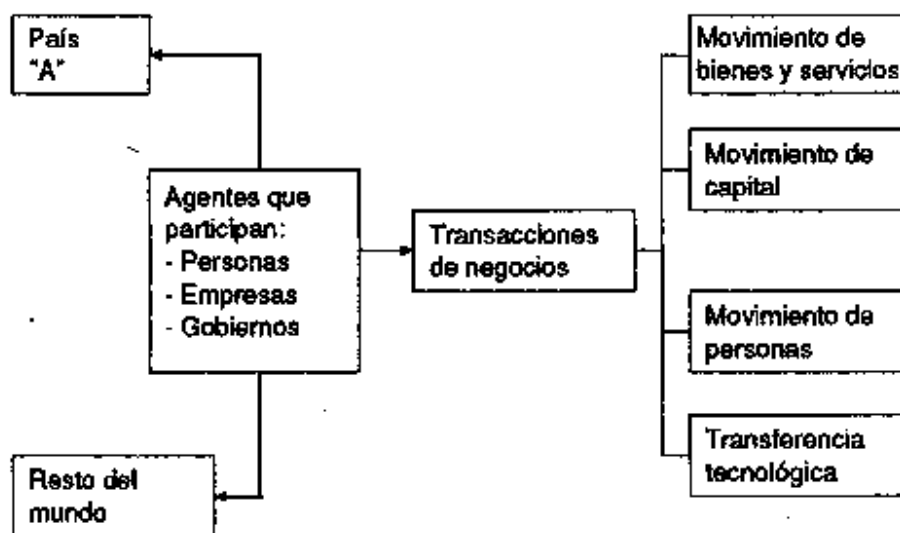 País
"A"
Agentes que
participan:
- Personas
- Empresas
- Gobiernos
Resto del
mundo
Transacciones
de negocios
Movimiento de
bienes y servicios
Movimiento de
capital
Movimiento de
personas
Transferencia
tecnológica